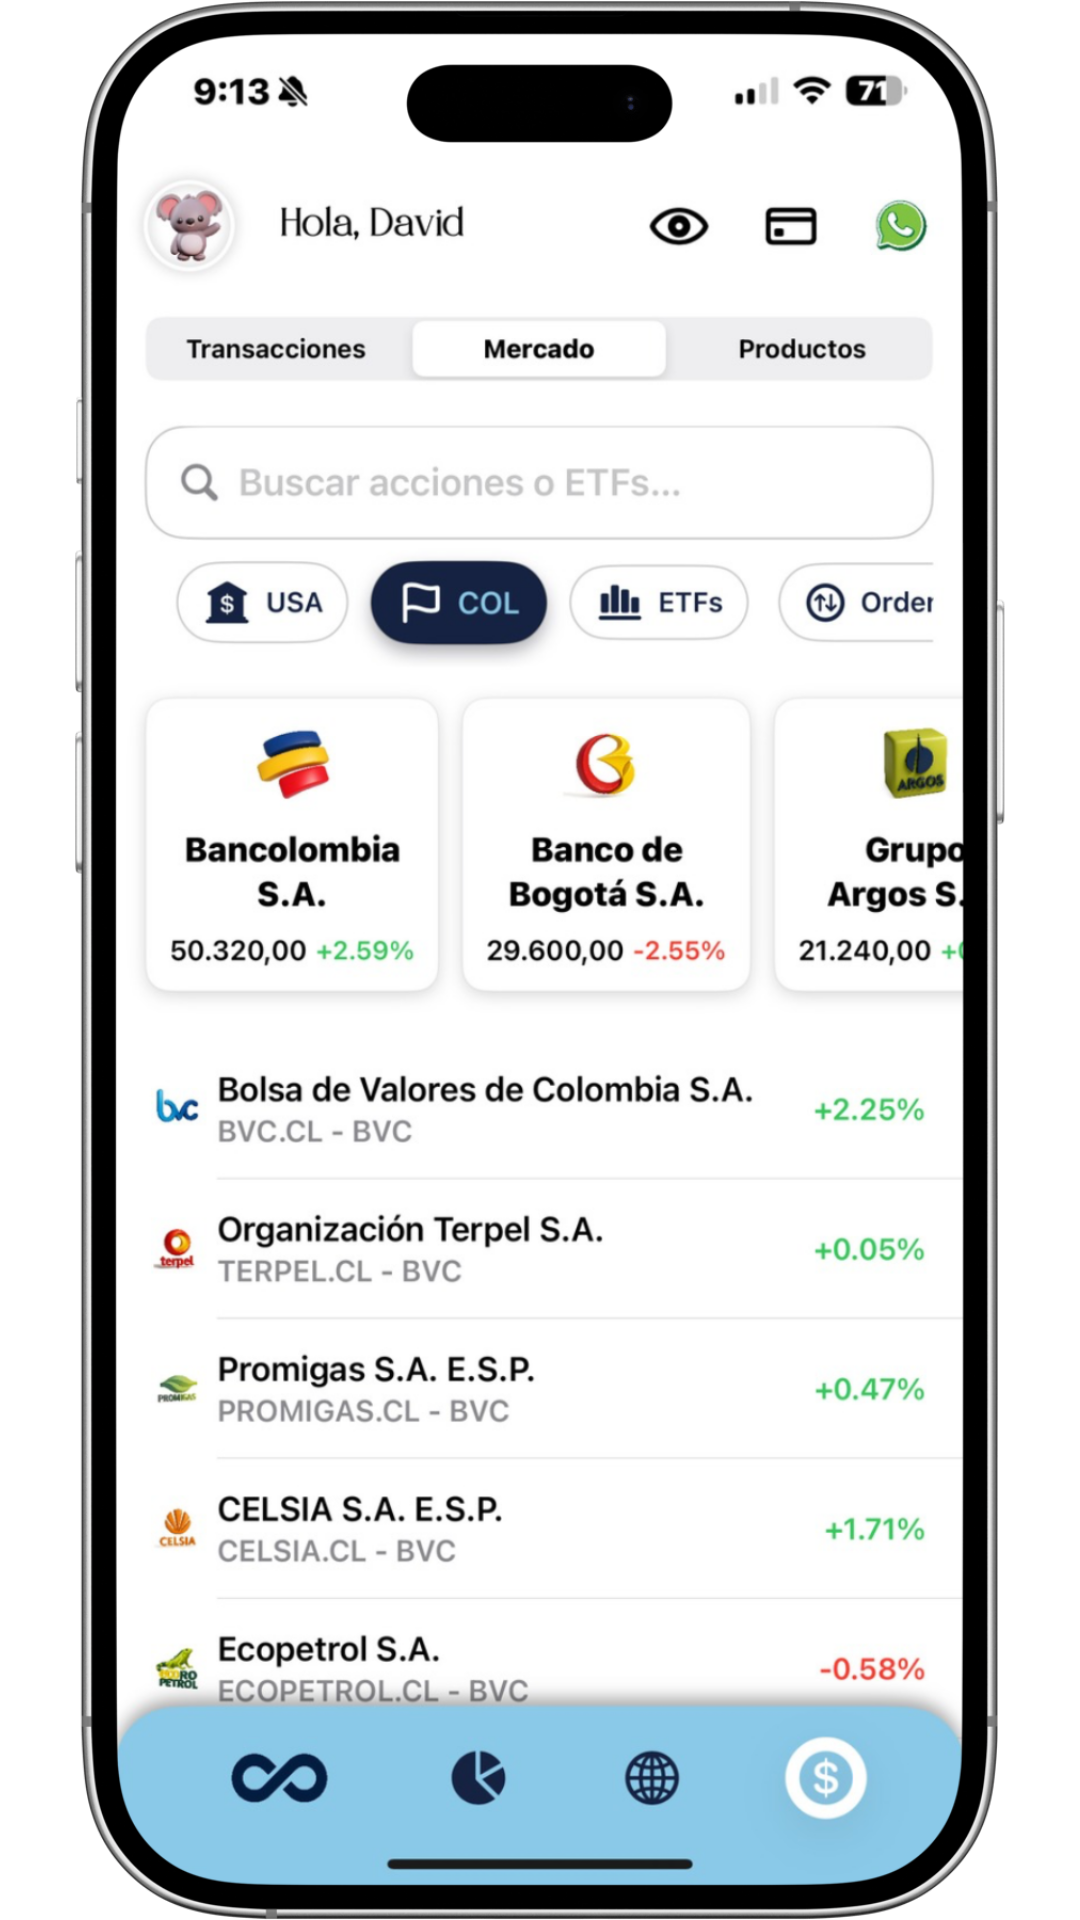 9:13
71
Hola, David
Transacciones Mercado Productos
Buscar acciones o ETFs...
$ USA COL ETFs Order
ARGOS
Bancolombia
S.A.
50.320,00 +2.59%
Banco de
Bogotá S.A.
29.600,00 -2.55%
Grupo
Argos S.
21.240,00 +
bvc
Bolsa de Valores de Colombia S.A.
BVC.CL - BVC
+2.25%
terpel
Organización Terpel S.A.
TERPEL.CL - BVC
+0.05%
PROMIGAS
Promigas S.A. E.S.P.
PROMIGAS.CL - BVC
+0.47%
CELSIA
CELSIA S.A. E.S.P.
CELSIA.CL - BVC
+1.71%
PETROL
Ecopetrol S.A.
ECOPETROL.CL - BVC
-0.58%
$